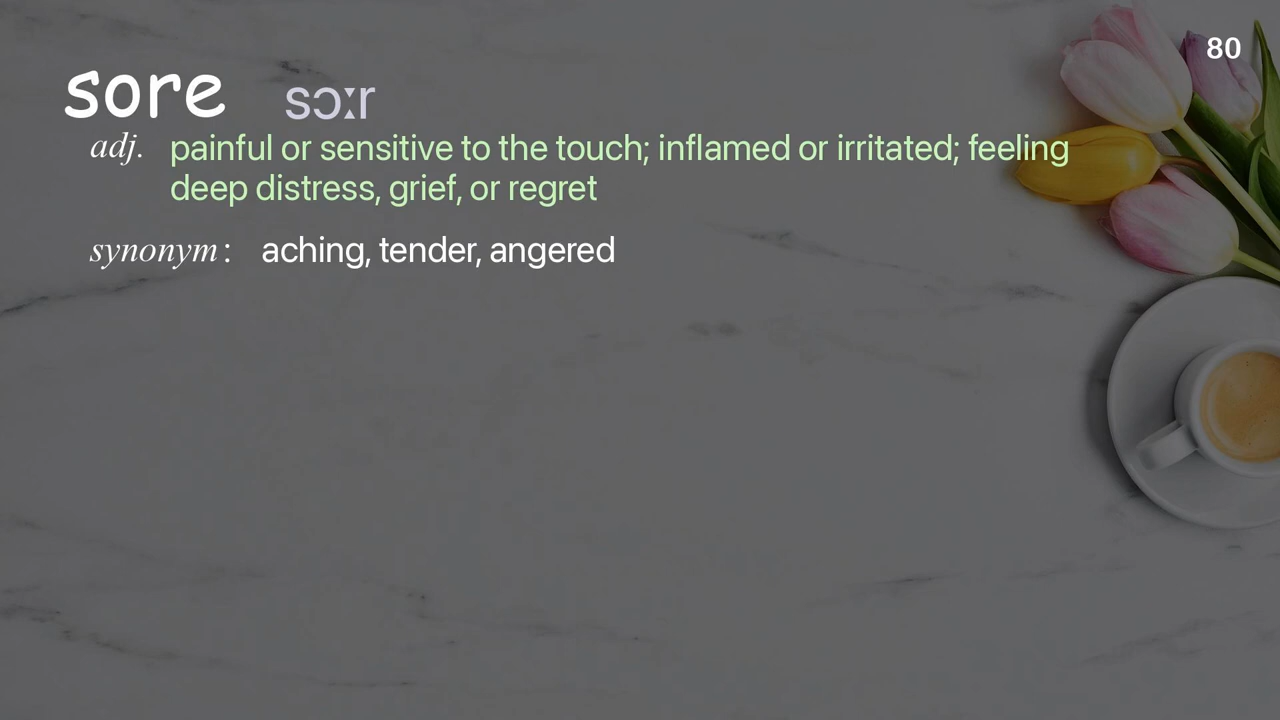 80
sore sɔːr
adj. painful or sensitive to the touch; inflamed or irritated; feeling
deep distress, grief, or regret
synonym : aching, tender, angered